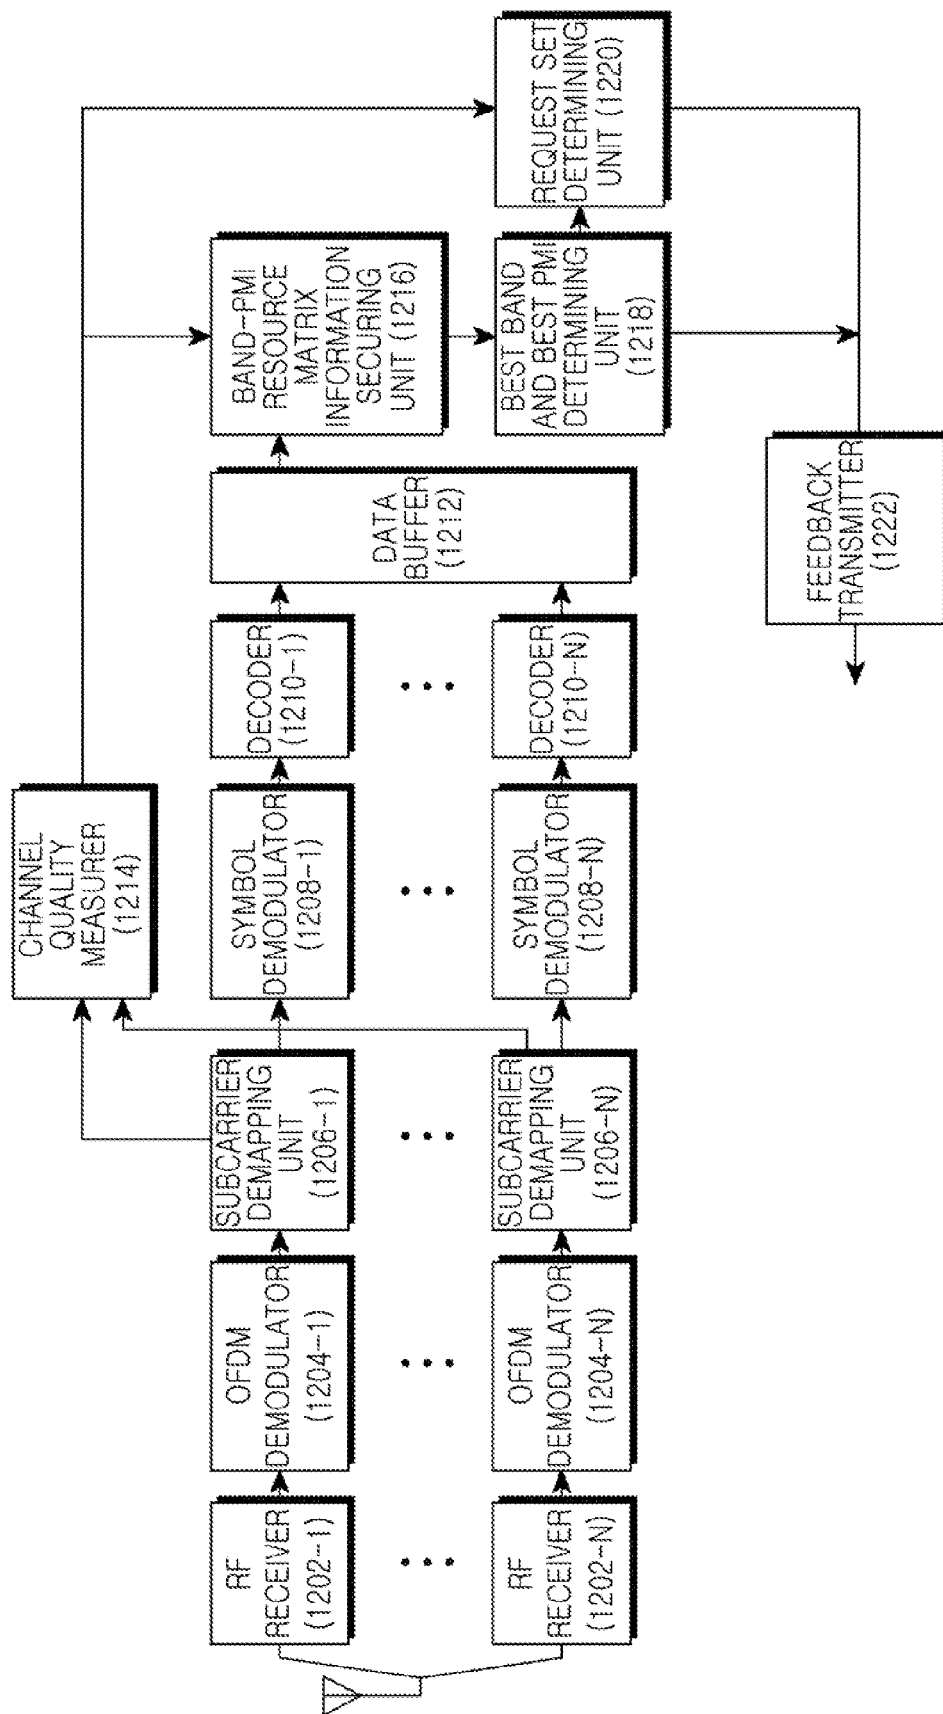 CHANNEL
QUALITY
MEASURER
(1214)
RF
RECEIVER
(1202-1)
OFDM
DEMODULATOR
(1204-1)
SUBCARRIER
DEMAPPING
UNIT
(1206-1)
SYMBOL
DEMODULATOR
(1208-1)
DECODER
(1210-1)
DATA
BUFFER
(1212)
BAND-PMI
RESOURCE
MATRIX
INFORMATION
SECURING
UNIT (1216)
RF
RECEIVER
(1202-N)
OFDM
DEMODULATOR
(1204-N)
SUBCARRIER
DEMAPPING
UNIT
(1206-N)
SYMBOL
DEMODULATOR
(1208-N)
DECODER
(1210-N)
BEST BAND
AND BEST PMI
DETERMINING
UNIT
(1218)
REQUEST SET
DETERMINING
UNIT (1220)
FEEDBACK
TRANSMITTER
(1222)